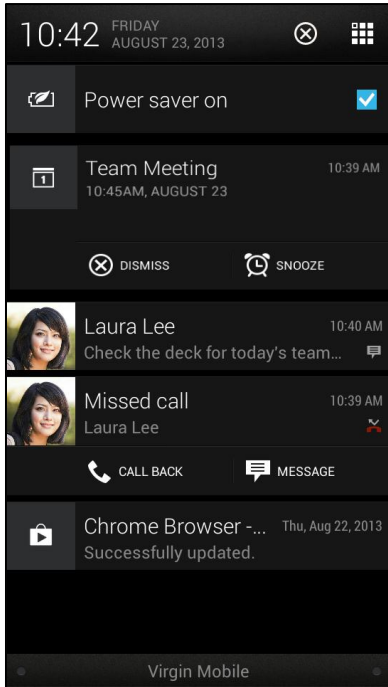 10:42 FRIDAY
AUGUST 23, 2013
Power saver on
1
Team Meeting 10:39 AM
10:45AM, AUGUST 23
DISMISS SNOOZE
Laura Lee 10:40 AM
Check the deck for today's team...
Missed call 10:39 AM
Laura Lee
CALL BACK MESSAGE
Chrome Browser -... Thu, Aug 22, 2013
Successfully updated.
Virgin Mobile